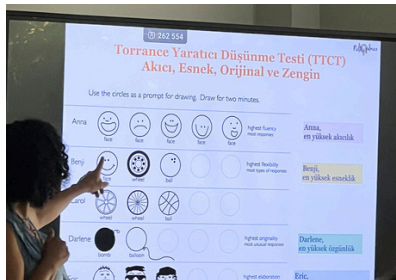 262 554
Torrance Yaratıcı Düşünme Testi (TTCT)
Akıcı, Esnek, Orijinal ve Zengin
Use the circles as a prompt for drawing. Draw for two minutes.
Anna
face face face face face
highest fluency
most responses
Anna,
en yüksek akıcılık
Benji
face wheel ball
highest flexibility
most types of responses
Benji,
en yüksek esneklik
Carol
wheel wheel ball
Darlene
bomb balloon
highest originality
most unusual responses
Darlene,
en yüksek özgünlük
highest elaboration
Eric,